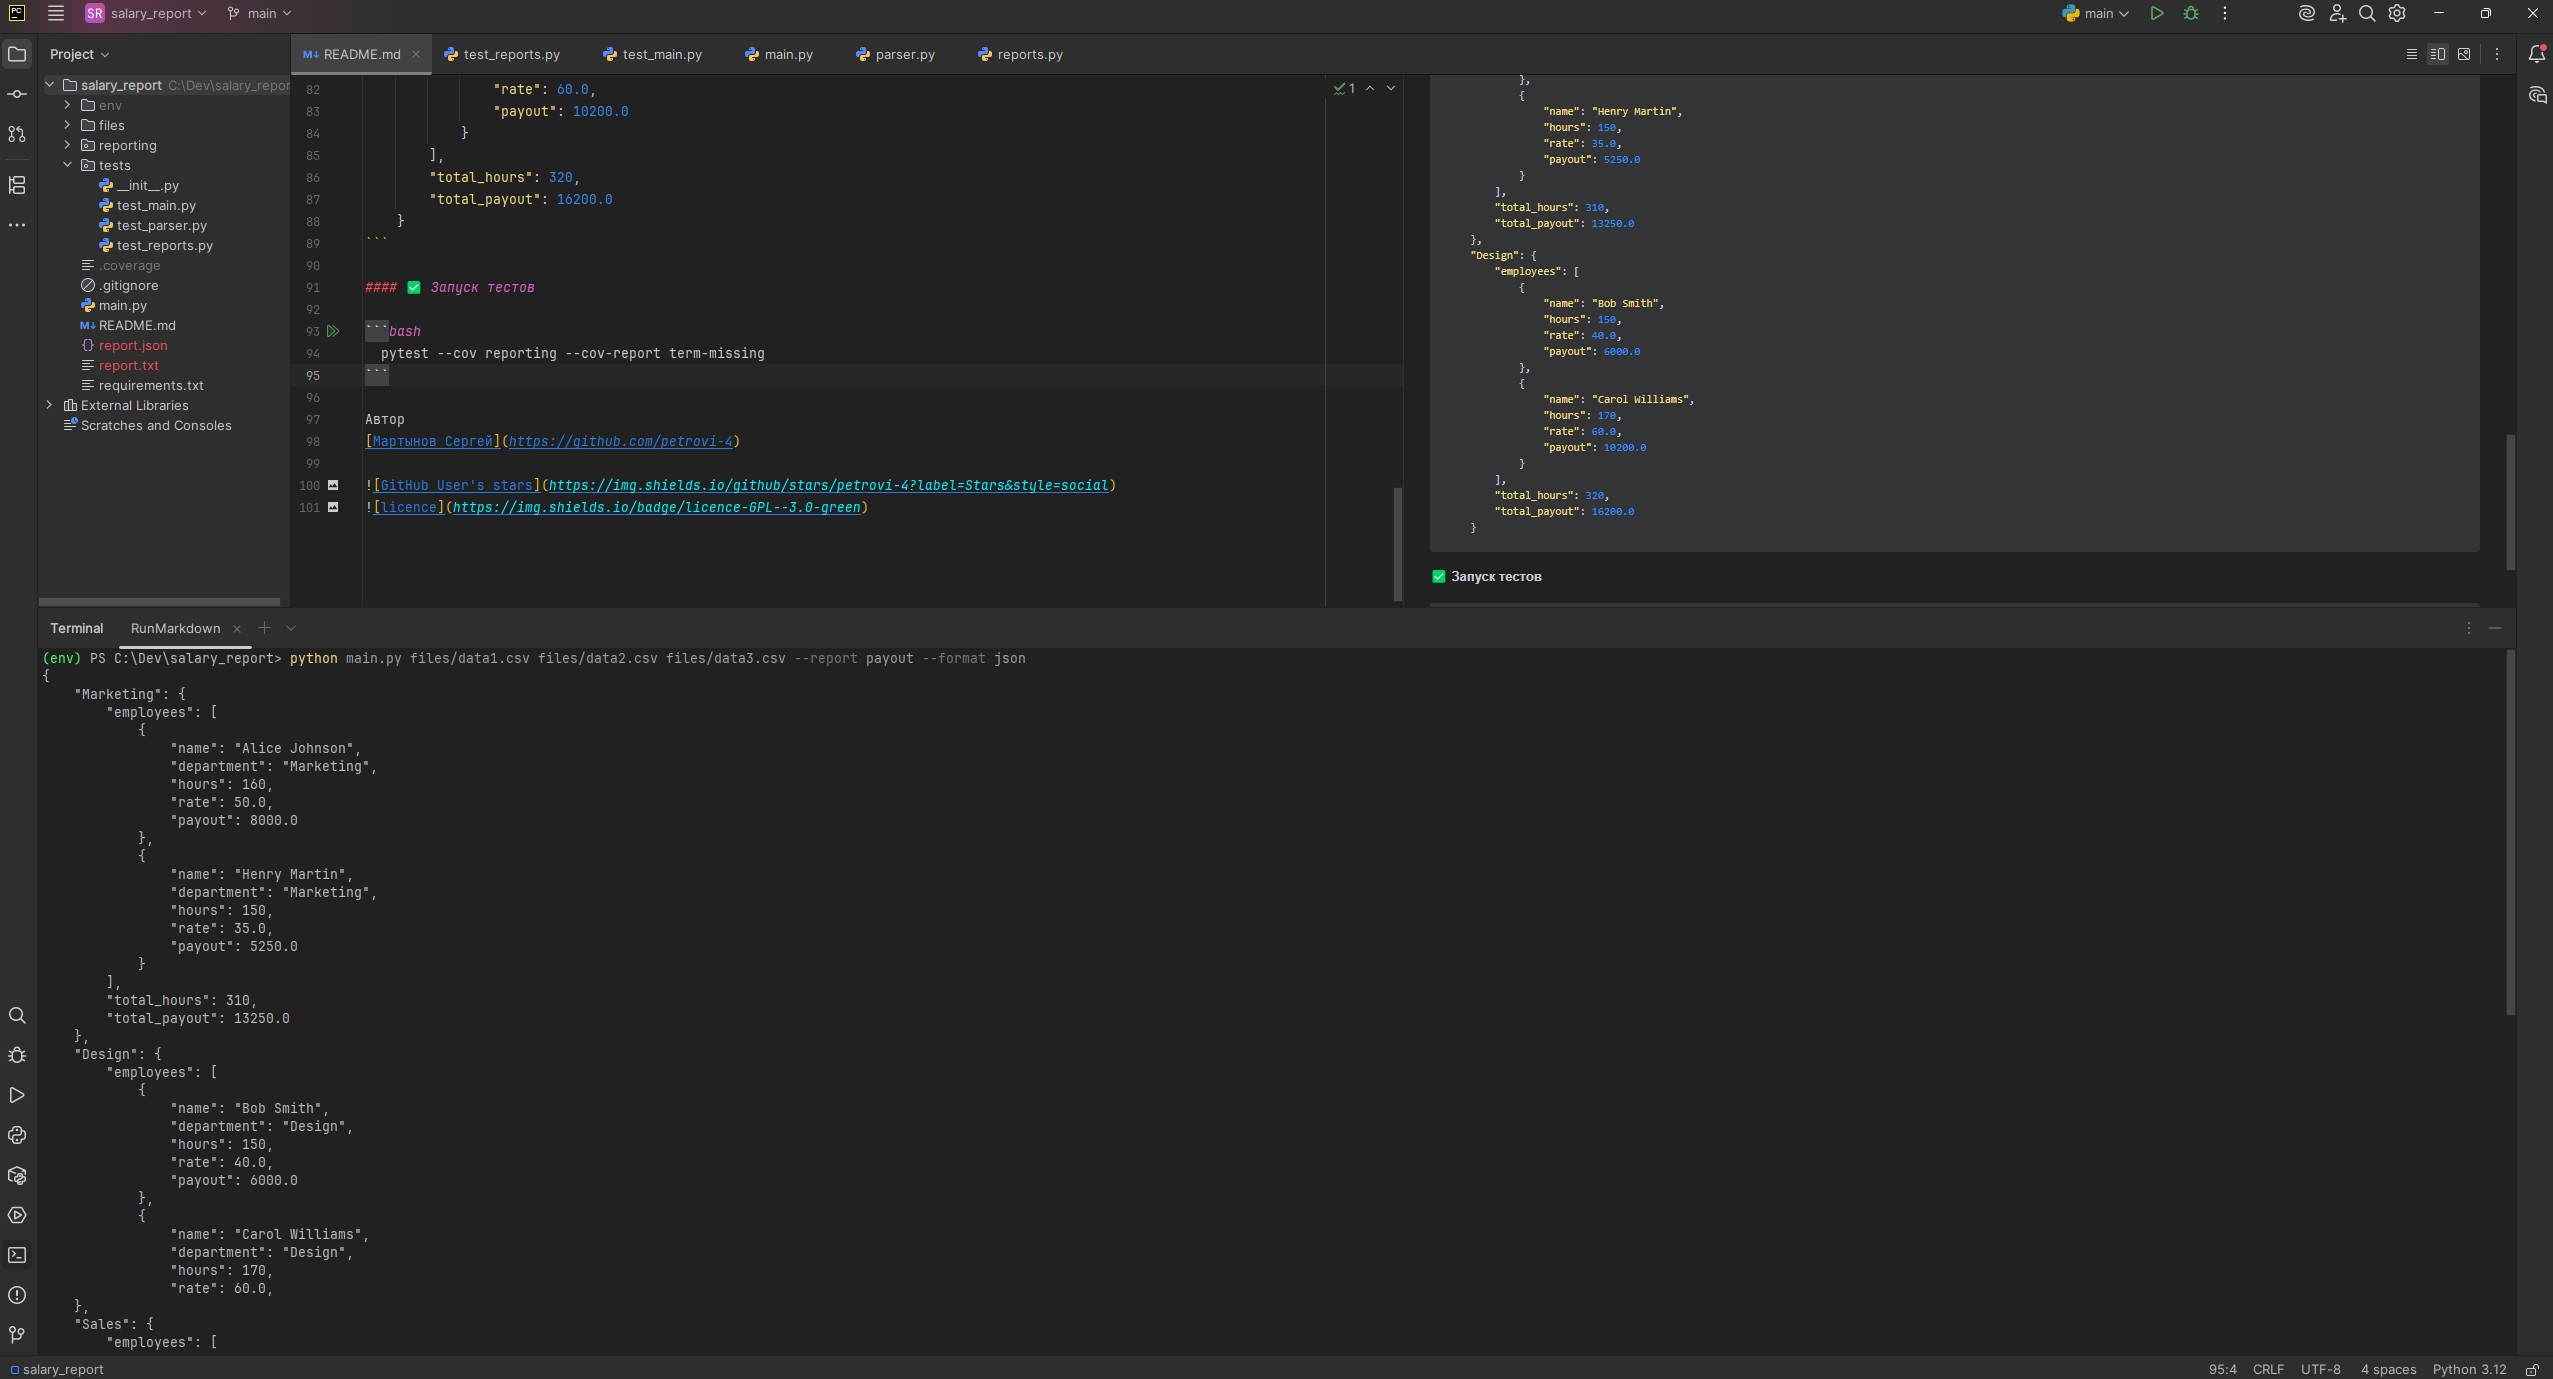 PC
SR salary_report main
main
Project
README.md test_reports.py test_main.py main.py parser.py reports.py
salary_report C:\Dev\salary_repor
env
files
reporting
tests
__init__.py
test_main.py
test_parser.py
test_reports.py
.coverage
.gitignore
main.py
M↓ README.md
report.json
report.txt
requirements.txt
External Libraries
Scratches and Consoles
82 "rate": 60.0,
83 "payout": 10200.0
84 }
85 ],
86 "total_hours": 320,
87 "total_payout": 16200.0
88 }
89 ```
90
91 #### ✅ Запуск тестов
92
93 ```bash
94 pytest --cov reporting --cov-report term-missing
95 ```
96
97 Автор
98 [Мартынов Сергей](https://github.com/petrovi-4)
99
100 ![GitHub User's stars](https://img.shields.io/github/stars/petrovi-4?label=Stars&style=social)
101 ![licence](https://img.shields.io/badge/licence-GPL--3.0-green)
1
},
{
"name": "Henry Martin",
"hours": 150,
"rate": 35.0,
"payout": 5250.0
}
],
"total_hours": 310,
"total_payout": 13250.0
},
"Design": {
"employees": [
{
"name": "Bob Smith",
"hours": 150,
"rate": 40.0,
"payout": 6000.0
},
{
"name": "Carol Williams",
"hours": 170,
"rate": 60.0,
"payout": 10200.0
}
],
"total_hours": 320,
"total_payout": 16200.0
}
✅ Запуск тестов
Terminal RunMarkdown
(env) PS C:\Dev\salary_report> python main.py files/data1.csv files/data2.csv files/data3.csv --report payout --format json
{
"Marketing": {
"employees": [
{
"name": "Alice Johnson",
"department": "Marketing",
"hours": 160,
"rate": 50.0,
"payout": 8000.0
},
{
"name": "Henry Martin",
"department": "Marketing",
"hours": 150,
"rate": 35.0,
"payout": 5250.0
}
],
"total_hours": 310,
"total_payout": 13250.0
},
"Design": {
"employees": [
{
"name": "Bob Smith",
"department": "Design",
"hours": 150,
"rate": 40.0,
"payout": 6000.0
},
{
"name": "Carol Williams",
"department": "Design",
"hours": 170,
"rate": 60.0,
},
"Sales": {
"employees": [
salary_report
95:4 CRLF UTF-8 4 spaces Python 3.12